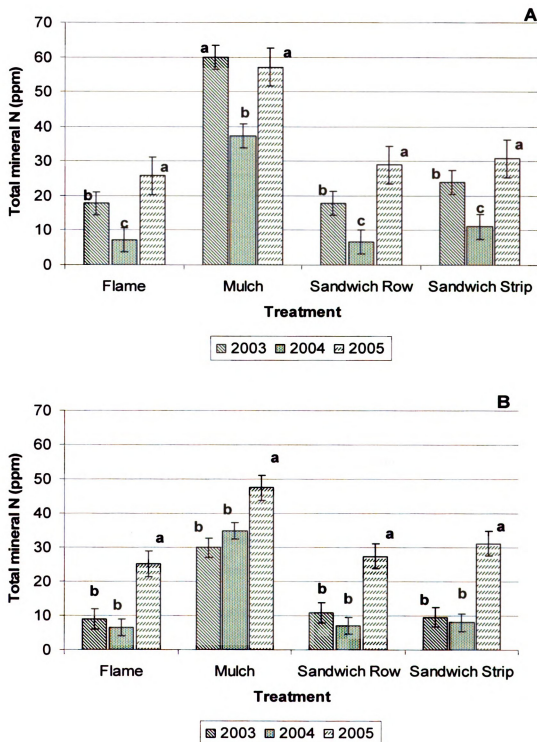 A
Total mineral N (ppm)
70
60
50
40
30
20
10
0
b
c
a
a
b
a
b
c
a
b
c
a
Flame Mulch Sandwich Row Sandwich Strip
Treatment
2003 2004 2005
B
Total mineral N (ppm)
70
60
50
40
30
20
10
0
b
b
a
b
b
a
b
b
a
b
b
a
Flame Mulch Sandwich Row Sandwich Strip
Treatment
2003 2004 2005